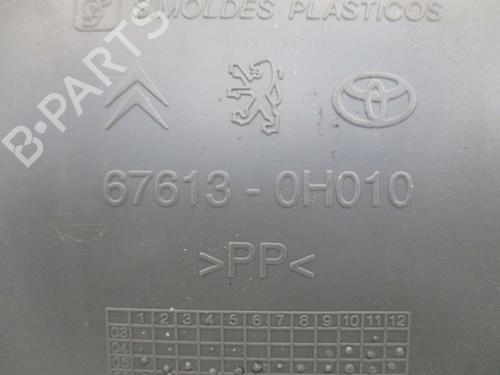 MOLDES PLASTICOS
B-PARTS
67613 - 0H010
>PP<
1 2 3 4 5 6 7 8 9 10 11 12
03
04
05